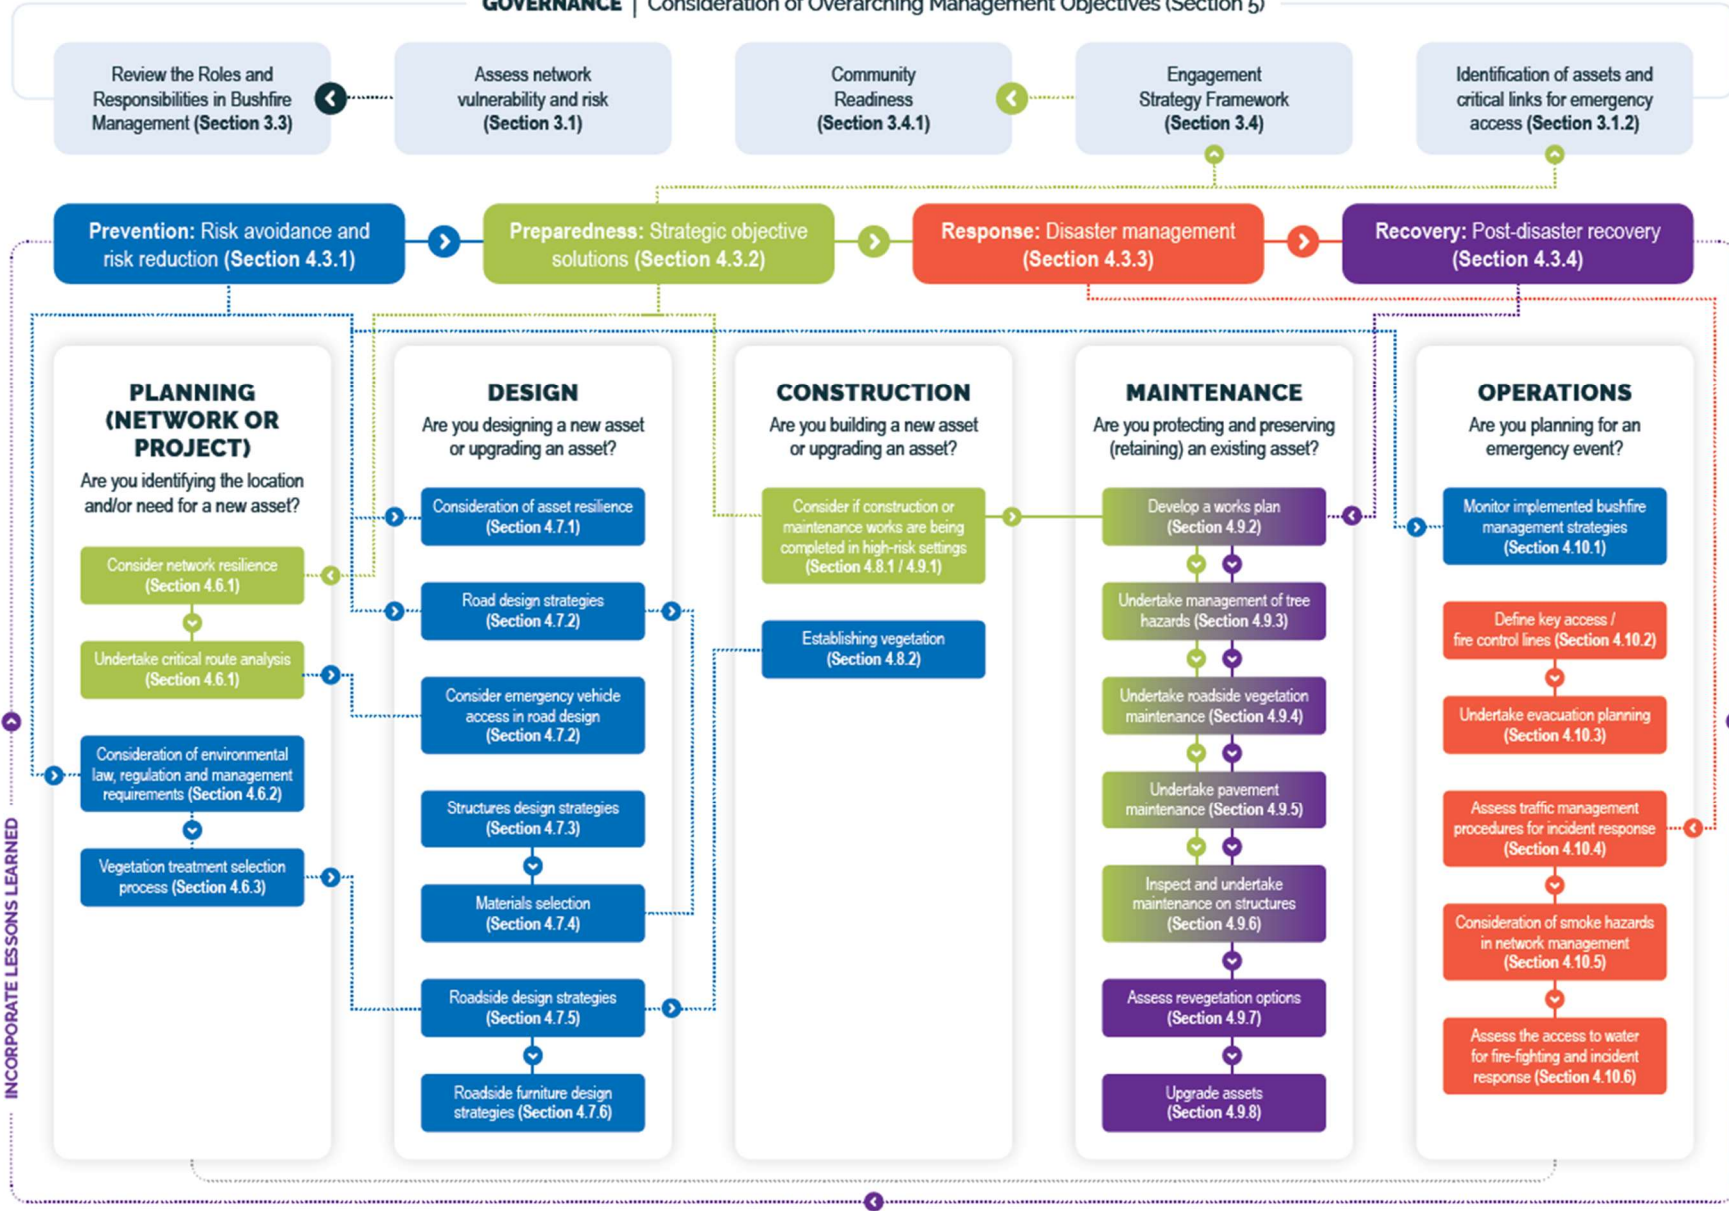 GOVERNANCE | Consideration of Overarching Management Objectives (Section 5)
Review the Roles and
Responsibilities in Bushfire
Management (Section 3.3)
Assess network
vulnerability and risk
(Section 3.1)
Community
Readiness
(Section 3.4.1)
Engagement
Strategy Framework
(Section 3.4)
Identification of assets and
critical links for emergency
access (Section 3.1.2)
Prevention: Risk avoidance and
risk reduction (Section 4.3.1)
Preparedness: Strategic objective
solutions (Section 4.3.2)
Response: Disaster management
(Section 4.3.3)
Recovery: Post-disaster recovery
(Section 4.3.4)
PLANNING
(NETWORK OR
PROJECT)
Are you identifying the location
and/or need for a new asset?
Consider network resilience
(Section 4.6.1)
Undertake critical route analysis
(Section 4.6.1)
Consideration of environmental
law, regulation and management
requirements (Section 4.6.2)
Vegetation treatment selection
process (Section 4.6.3)
DESIGN
Are you designing a new asset
or upgrading an asset?
Consideration of asset resilience
(Section 4.7.1)
Road design strategies
(Section 4.7.2)
Consider emergency vehicle
access in road design
(Section 4.7.2)
Structures design strategies
(Section 4.7.3)
Materials selection
(Section 4.7.4)
Roadside design strategies
(Section 4.7.5)
Roadside furniture design
strategies (Section 4.7.6)
CONSTRUCTION
Are you building a new asset
or upgrading an asset?
Consider if construction or
maintenance works are being
completed in high-risk settings
(Section 4.8.1 / 4.9.1)
Establishing vegetation
(Section 4.8.2)
MAINTENANCE
Are you protecting and preserving
(retaining) an existing asset?
Develop a works plan
(Section 4.9.2)
Undertake management of tree
hazards (Section 4.9.3)
Undertake roadside vegetation
maintenance (Section 4.9.4)
Undertake pavement
maintenance (Section 4.9.5)
Inspect and undertake
maintenance on structures
(Section 4.9.6)
Assess revegetation options
(Section 4.9.7)
Upgrade assets
(Section 4.9.8)
OPERATIONS
Are you planning for an
emergency event?
Monitor implemented bushfire
management strategies
(Section 4.10.1)
Define key access /
fire control lines (Section 4.10.2)
Undertake evacuation planning
(Section 4.10.3)
Assess traffic management
procedures for incident response
(Section 4.10.4)
Consideration of smoke hazards
in network management
(Section 4.10.5)
Assess the access to water
for fire-fighting and incident
response (Section 4.10.6)
INCORPORATE LESSONS LEARNED